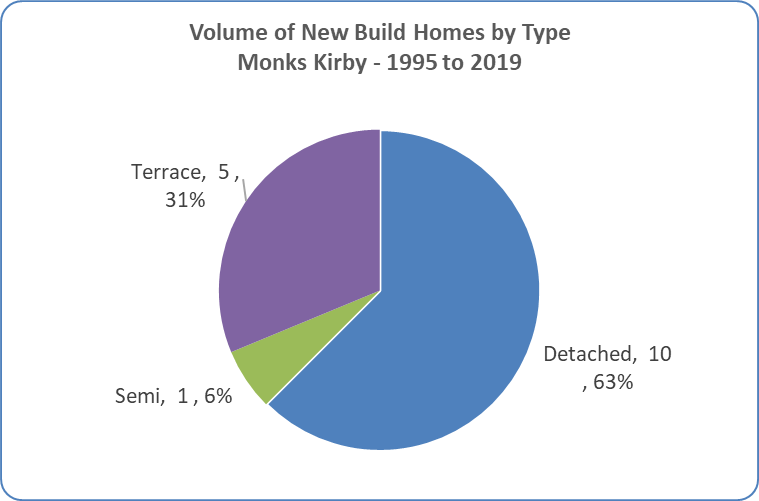 Volume of New Build Homes by Type
Monks Kirby - 1995 to 2019
Terrace, 5 ,
31%
Detached, 10
, 63%
Semi, 1 , 6%